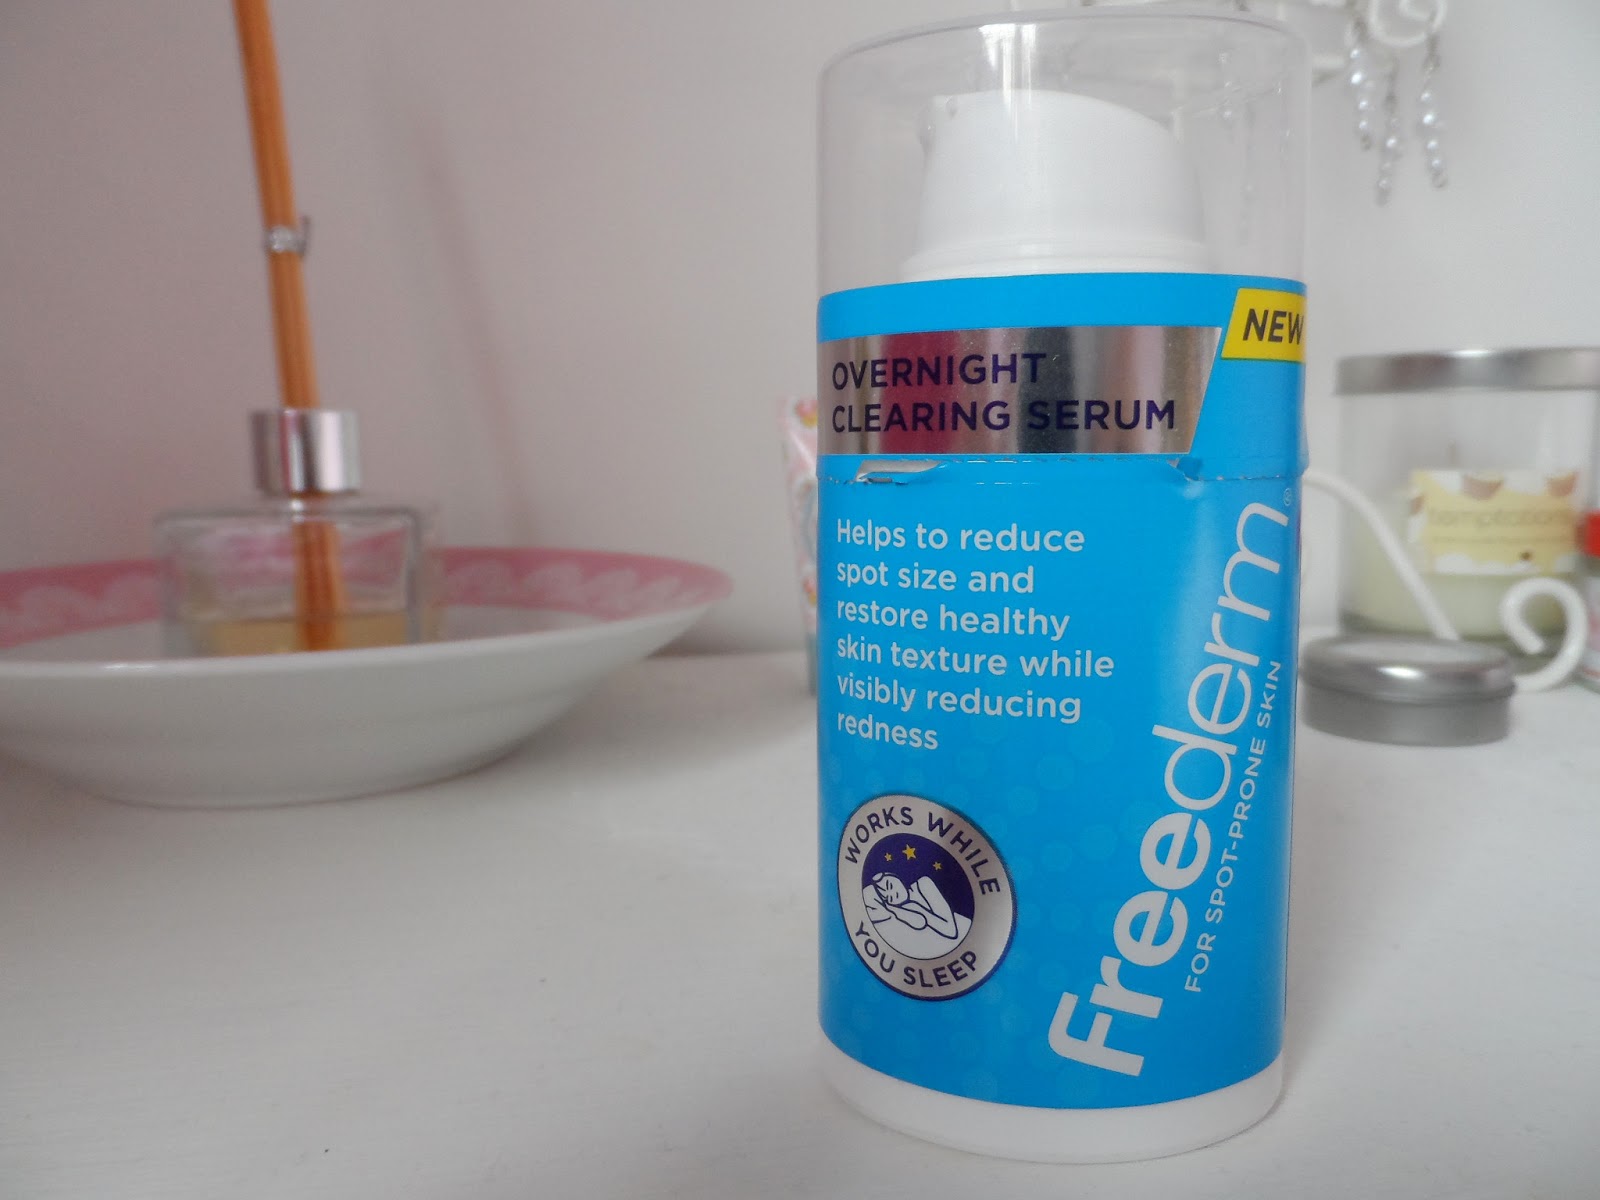 NEW
OVERNIGHT
CLEARING SERUM
Helps to reduce
spot size and
restore healthy
skin texture while
visibly reducing
redness
WORKS WHILE
YOU SLEEP
Freederm®
FOR SPOT-PRONE SKIN
temptation